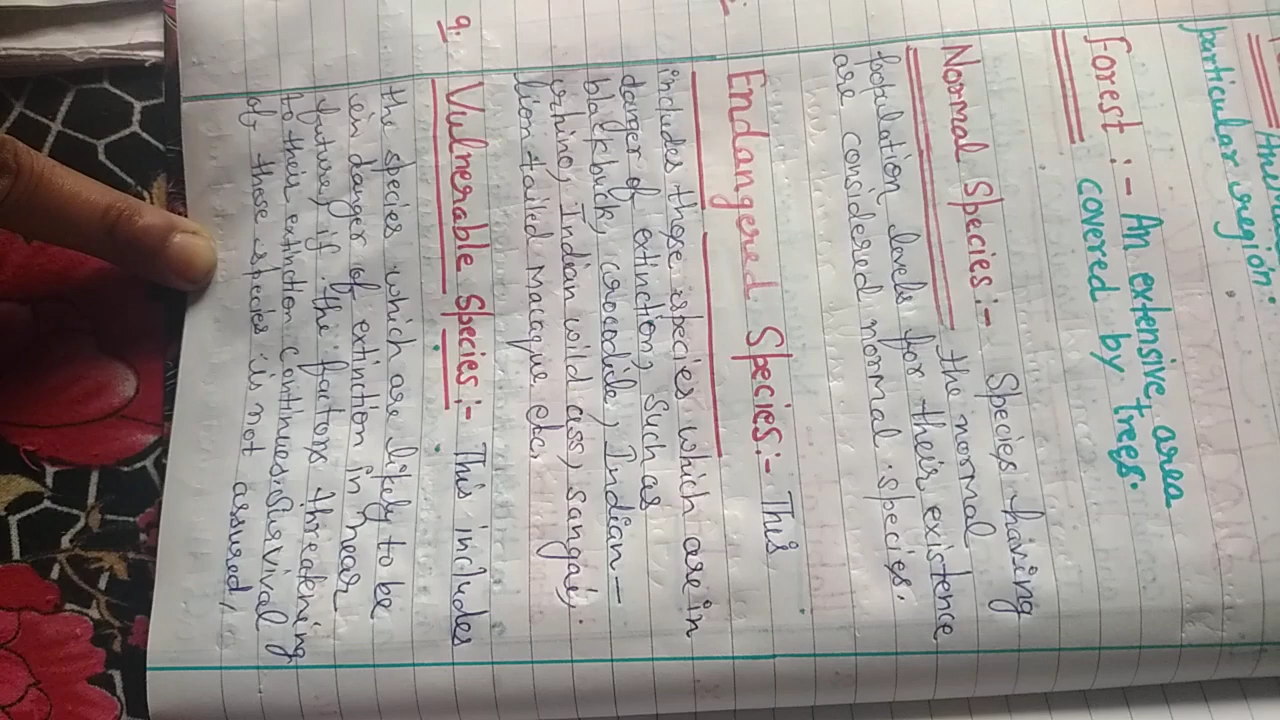 particular region.
Forest :- An extensive area
covered by trees.
Normal Species :- Species having
the normal
population levels for their existence
are considered normal species.
Endangered Species :- This
includes those species which are in
danger of extinction, Such as
blackbuck, crocodile, Indian-
rhino, Indian wild ass, sangai,
lion tailed macaque etc.
9. Vulnerable Species :- This includes
the species which are likely to be
in danger of extinction in near
future, if the factors threatening
to their extinction continues. Survival
of these species is not assured,